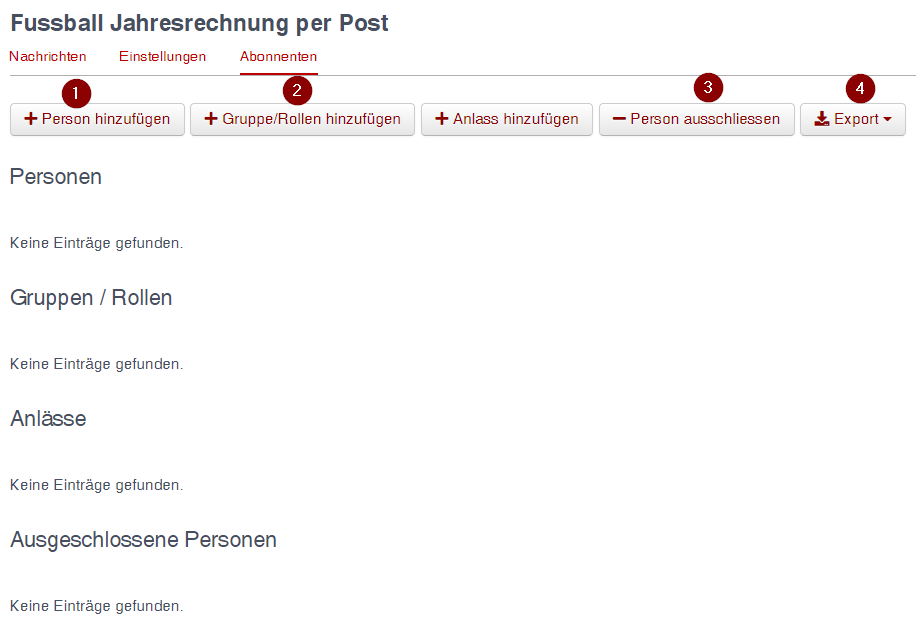 Fussball Jahresrechnung per Post
Nachrichten Einstellungen Abonnenten
1 2 3 4
Person hinzufügen Gruppe/Rollen hinzufügen Anlass hinzufügen Person ausschliessen Export
Personen
Keine Einträge gefunden.
Gruppen / Rollen
Keine Einträge gefunden.
Anlässe
Keine Einträge gefunden.
Ausgeschlossene Personen
Keine Einträge gefunden.